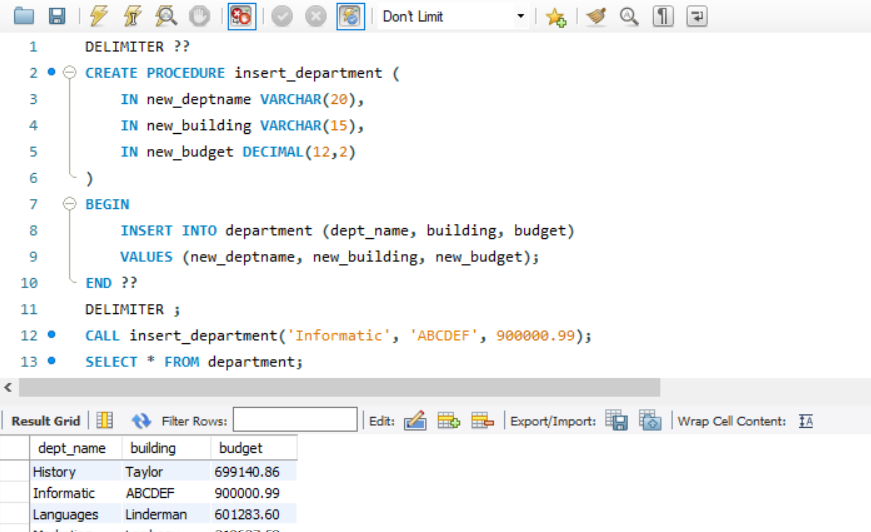 Don't Limit
1 DELIMITER ??
2 CREATE PROCEDURE insert_department (
3 IN new_deptname VARCHAR(20),
4 IN new_building VARCHAR(15),
5 IN new_budget DECIMAL(12,2)
6 )
7 BEGIN
8 INSERT INTO department (dept_name, building, budget)
9 VALUES (new_deptname, new_building, new_budget);
10 END ??
11 DELIMITER ;
12 CALL insert_department('Informatic', 'ABCDEF', 900000.99);
13 SELECT * FROM department;
Result Grid Filter Rows: Edit: Export/Import: Wrap Cell Content:
dept_name building budget
History Taylor 699140.86
Informatic ABCDEF 900000.99
Languages Linderman 601283.60